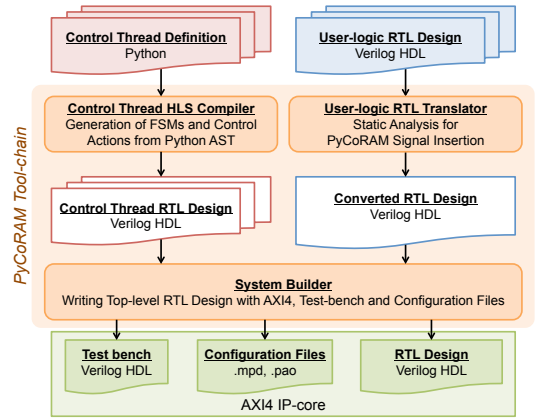 Control Thread Definition
Python
User-logic RTL Design
Verilog HDL
PyCoRAM Tool-chain
Control Thread HLS Compiler
Generation of FSMs and Control
Actions from Python AST
User-logic RTL Translator
Static Analysis for
PyCoRAM Signal Insertion
Control Thread RTL Design
Verilog HDL
Converted RTL Design
Verilog HDL
System Builder
Writing Top-level RTL Design with AXI4, Test-bench and Configuration Files
Test bench
Verilog HDL
Configuration Files
.mpd, .pao
RTL Design
Verilog HDL
AXI4 IP-core